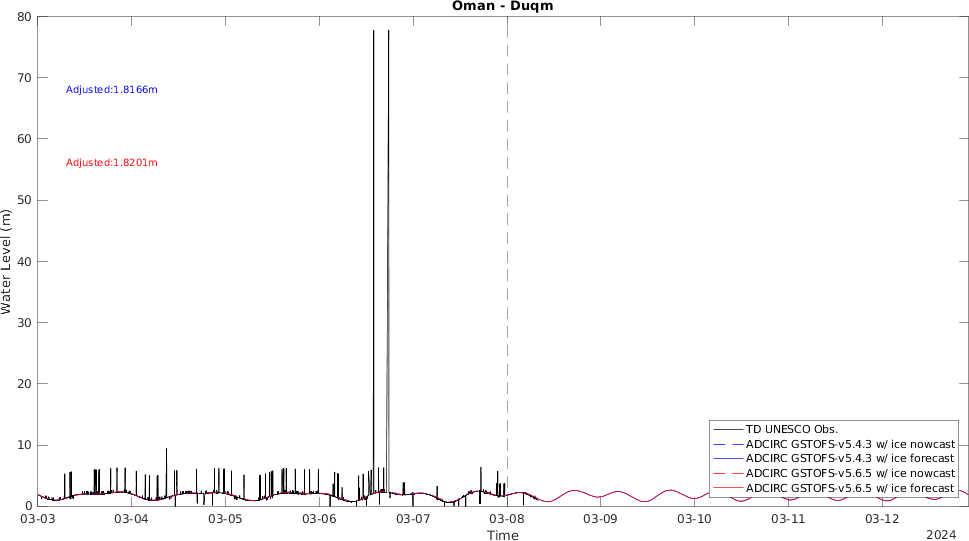 Oman - Duqm
80
70
60
50
40
30
20
10
0
Water Level (m)
Adjusted:1.8166m
Adjusted:1.8201m
TD UNESCO Obs.
ADCIRC GSTOFS-v5.4.3 w/ ice nowcast
ADCIRC GSTOFS-v5.4.3 w/ ice forecast
ADCIRC GSTOFS-v5.6.5 w/ ice nowcast
ADCIRC GSTOFS-v5.6.5 w/ ice forecast
03-03 03-04 03-05 03-06 03-07 03-08 03-09 03-10 03-11 03-12
Time
2024